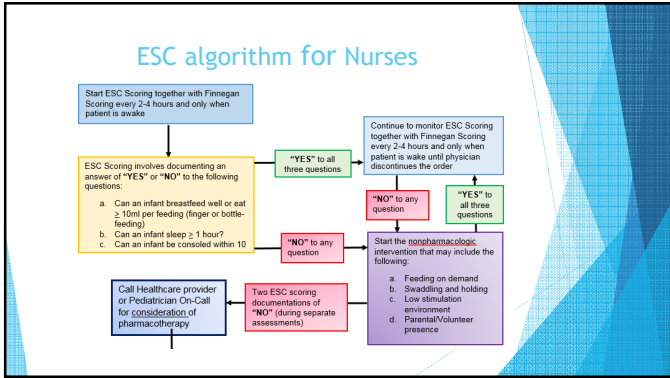 ESC algorithm for Nurses
Start ESC Scoring together with Finnegan
Scoring every 2-4 hours and only when
patient is awake
ESC Scoring involves documenting an
answer of "YES" or "NO" to the following
questions:
a. Can an infant breastfeed well or eat
≥ 10ml per feeding (finger or bottle-
feeding)
b. Can an infant sleep ≥ 1 hour?
c. Can an infant be consoled within 10
"YES" to all
three questions
"NO" to any
question
Continue to monitor ESC Scoring
together with Finnegan Scoring
every 2-4 hours and only when
patient is wake until physician
discontinues the order
"NO" to any
question
"YES" to
all three
questions
Start the nonpharmacologic
intervention that may include the
following:
a. Feeding on demand
b. Swaddling and holding
c. Low stimulation
environment
d. Parental/Volunteer
presence
Two ESC scoring
documentations of
"NO" (during separate
assessments)
Call Healthcare provider
or Pediatrician On-Call
for consideration of
pharmacotherapy